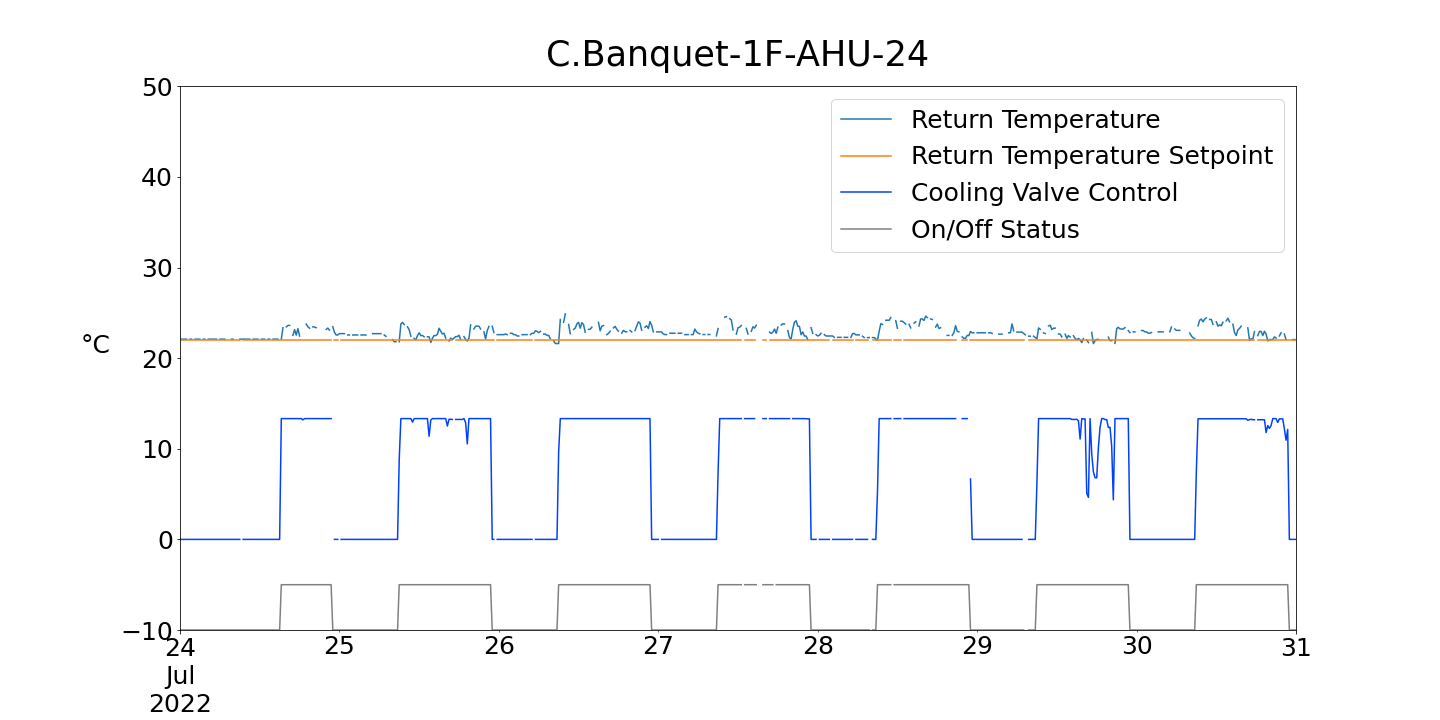 C.Banquet-1F-AHU-24
50
40
30
20
10
0
−10
°C
Return Temperature
Return Temperature Setpoint
Cooling Valve Control
On/Off Status
24 25 26 27 28 29 30 31
Jul
2022